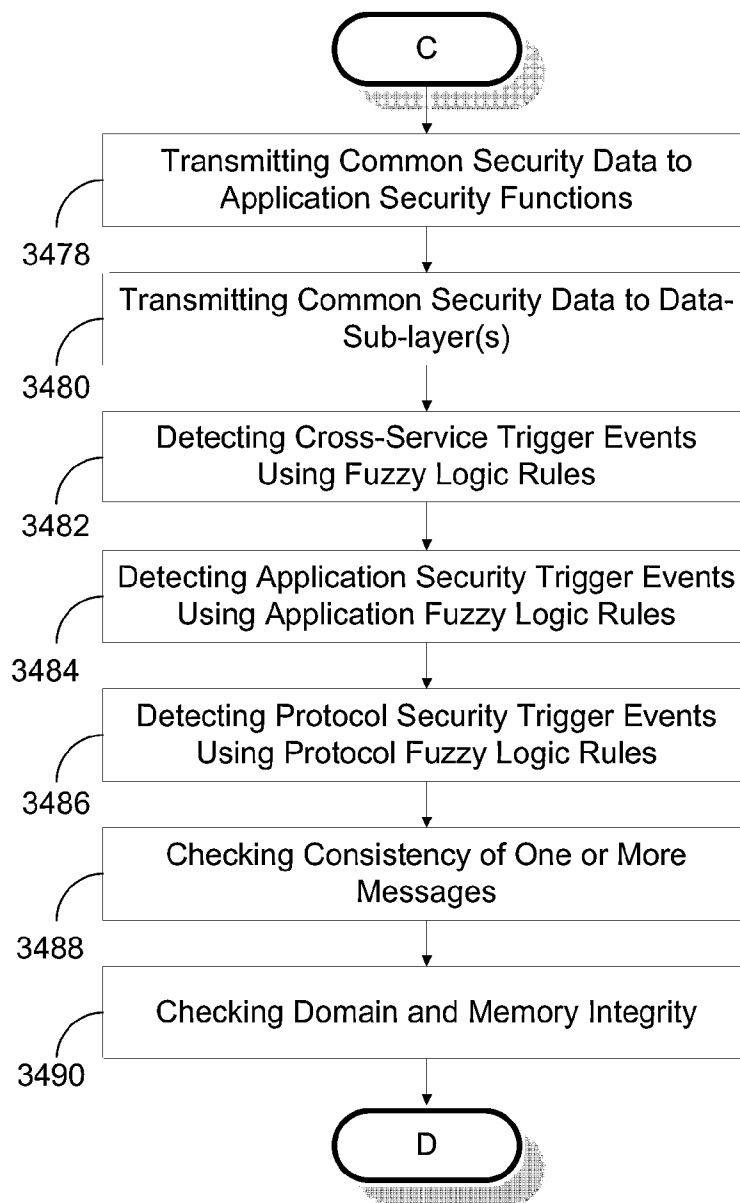 C
Transmitting Common Security Data to
Application Security Functions
3478
Transmitting Common Security Data to Data-
Sub-layer(s)
3480
Detecting Cross-Service Trigger Events
Using Fuzzy Logic Rules
3482
Detecting Application Security Trigger Events
Using Application Fuzzy Logic Rules
3484
Detecting Protocol Security Trigger Events
Using Protocol Fuzzy Logic Rules
3486
Checking Consistency of One or More
Messages
3488
Checking Domain and Memory Integrity
3490
D